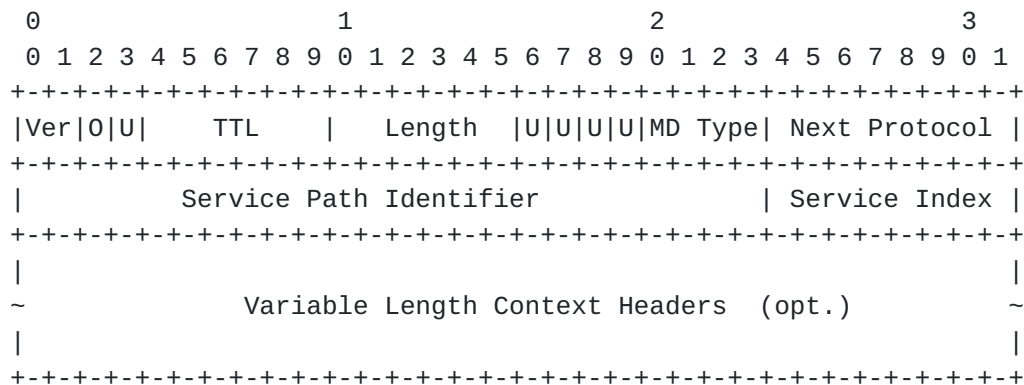 0                   1                   2                   3
 0 1 2 3 4 5 6 7 8 9 0 1 2 3 4 5 6 7 8 9 0 1 2 3 4 5 6 7 8 9 0 1
+-+-+-+-+-+-+-+-+-+-+-+-+-+-+-+-+-+-+-+-+-+-+-+-+-+-+-+-+-+-+-+-+
|Ver|O|U|    TTL    |   Length  |U|U|U|U|MD Type| Next Protocol |
+-+-+-+-+-+-+-+-+-+-+-+-+-+-+-+-+-+-+-+-+-+-+-+-+-+-+-+-+-+-+-+-+
|          Service Path Identifier              | Service Index |
+-+-+-+-+-+-+-+-+-+-+-+-+-+-+-+-+-+-+-+-+-+-+-+-+-+-+-+-+-+-+-+-+
|                                                               |
~              Variable Length Context Headers  (opt.)          ~
|                                                               |
+-+-+-+-+-+-+-+-+-+-+-+-+-+-+-+-+-+-+-+-+-+-+-+-+-+-+-+-+-+-+-+-+